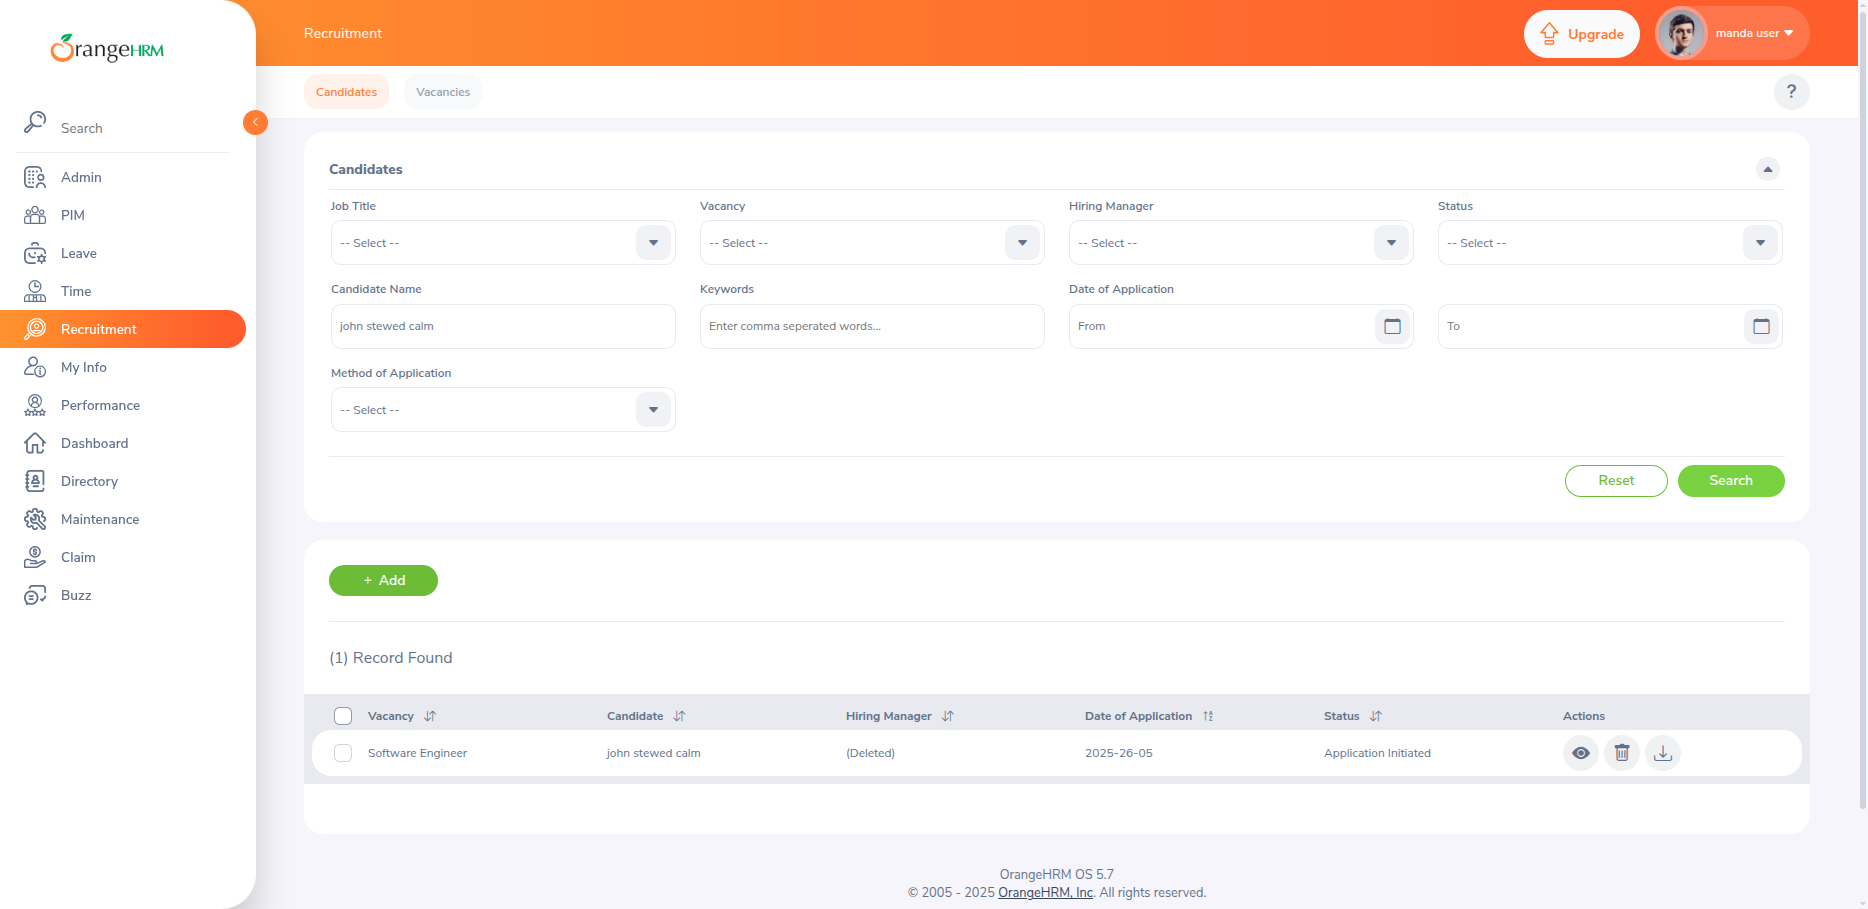 OrangeHRM
Recruitment
Upgrade
manda user
Candidates
Vacancies
?
Search
Admin
PIM
Leave
Time
Recruitment
My Info
Performance
Dashboard
Directory
Maintenance
Claim
Buzz
Candidates
Job Title
Vacancy
Hiring Manager
Status
-- Select --
-- Select --
-- Select --
-- Select --
Candidate Name
Keywords
Date of Application
john stewed calm
Enter comma seperated words...
From
To
Method of Application
-- Select --
Reset
Search
+ Add
(1) Record Found
Vacancy
Candidate
Hiring Manager
Date of Application
Status
Actions
Software Engineer
john stewed calm
(Deleted)
2025-26-05
Application Initiated
OrangeHRM OS 5.7
© 2005 - 2025 OrangeHRM, Inc. All rights reserved.